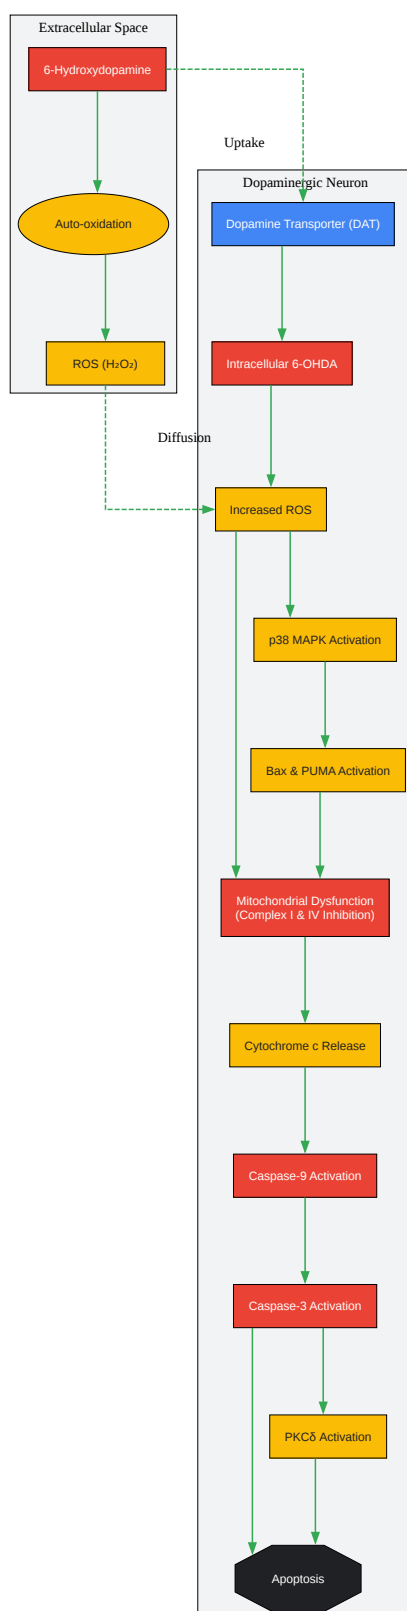 Extracellular Space
6-Hydroxydopamine
Uptake
Dopaminergic Neuron
Auto-oxidation
Dopamine Transporter (DAT)
ROS (H₂O₂)
Intracellular 6-OHDA
Diffusion
Increased ROS
p38 MAPK Activation
Bax & PUMA Activation
Mitochondrial Dysfunction
(Complex I & IV Inhibition)
Cytochrome c Release
Caspase-9 Activation
Caspase-3 Activation
PKCδ Activation
Apoptosis